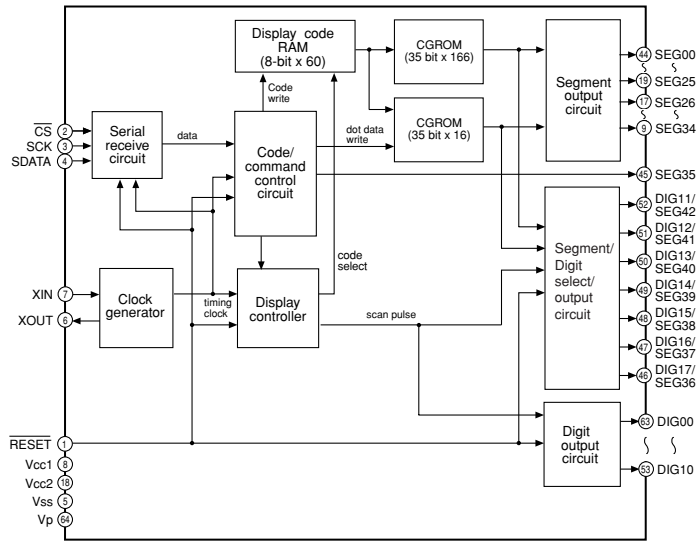 Display code
RAM
(8-bit x 60)
CGROM
(35 bit x 166)
CGROM
(35 bit x 16)
Segment
output
circuit
44 SEG00
19 SEG25
17 SEG26
9 SEG34
45 SEG35
Code
write
CS 2
SCK 3
SDATA 4
Serial
receive
circuit
data
Code/
command
control
circuit
dot data
write
code
select
52 DIG11/
SEG42
51 DIG12/
SEG41
50 DIG13/
SEG40
49 DIG14/
SEG39
48 DIG15/
SEG38
47 DIG16/
SEG37
46 DIG17/
SEG36
Segment/
Digit
select/
output
circuit
XIN 7
XOUT 6
Clock
generator
timing
clock
Display
controller
scan pulse
RESET 1
Vcc1 8
Vcc2 18
Vss 5
Vp 64
Digit
output
circuit
63 DIG00
53 DIG10